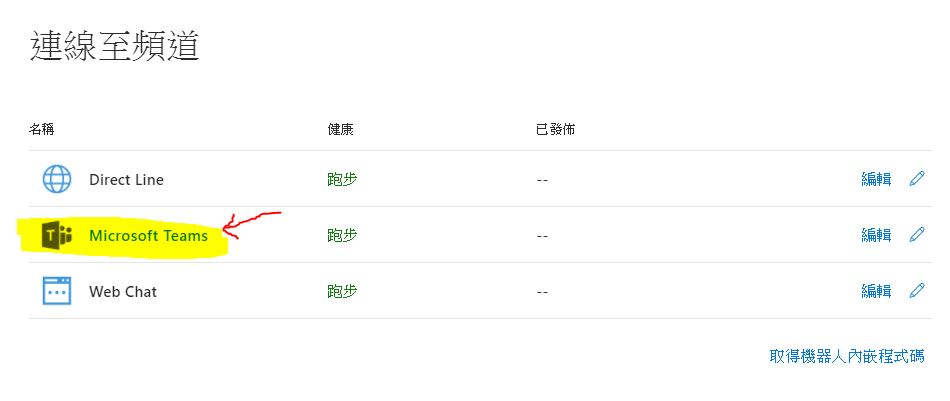 連線至頻道
名稱 健康 已發佈
Direct Line 跑步 -- 編輯
Microsoft Teams 跑步 -- 編輯
Web Chat 跑步 -- 編輯
取得機器人內嵌程式碼